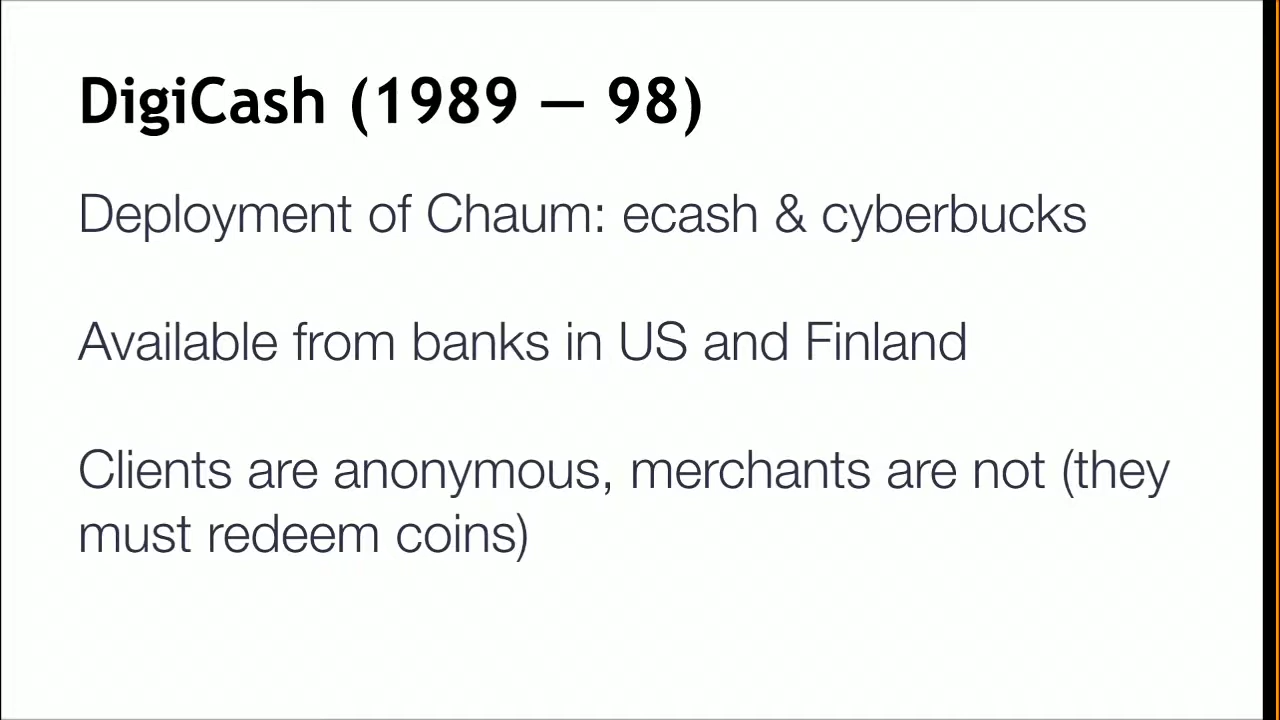 DigiCash (1989 — 98)
Deployment of Chaum: ecash & cyberbucks
Available from banks in US and Finland
Clients are anonymous, merchants are not (they
must redeem coins)